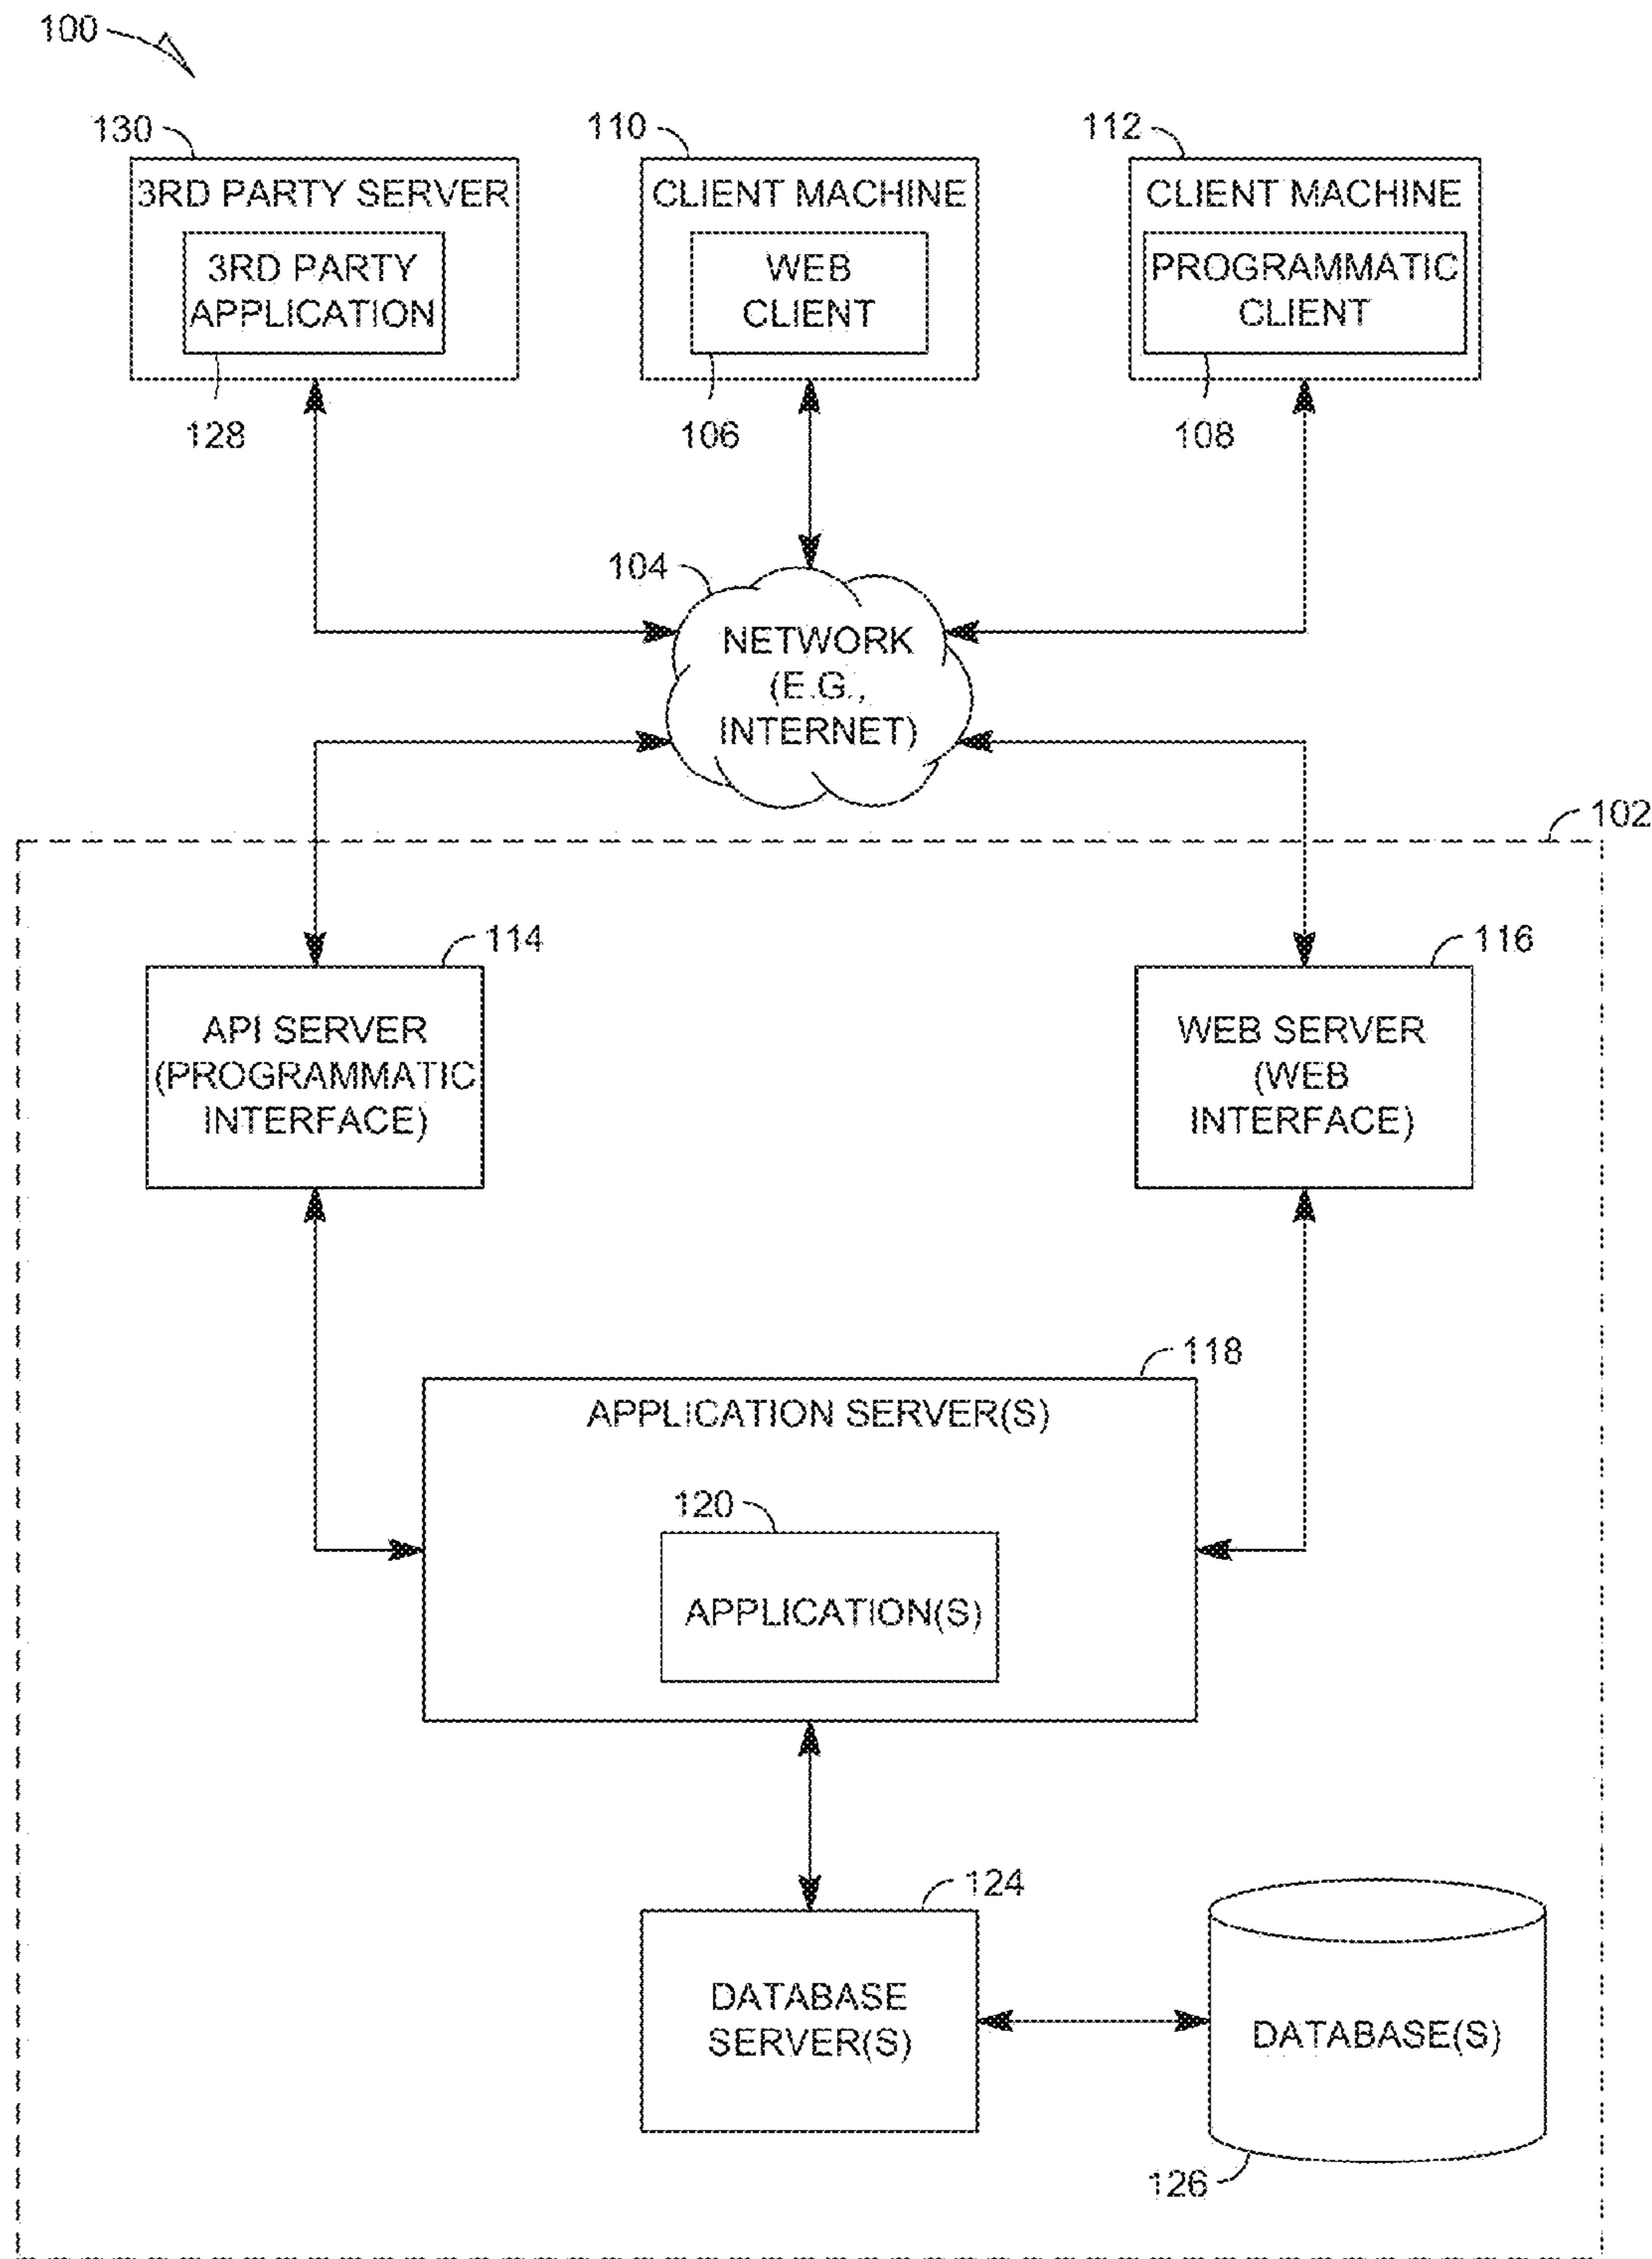 100
130
110
112
3RD PARTY SERVER
CLIENT MACHINE
CLIENT MACHINE
3RD PARTY
APPLICATION
WEB
CLIENT
PROGRAMMATIC
CLIENT
128
106
108
104
NETWORK
(E.G.,
INTERNET)
102
114
116
API SERVER
(PROGRAMMATIC
INTERFACE)
WEB SERVER
(WEB
INTERFACE)
118
APPLICATION SERVER(S)
120
APPLICATION(S)
124
DATABASE
SERVER(S)
DATABASE(S)
126